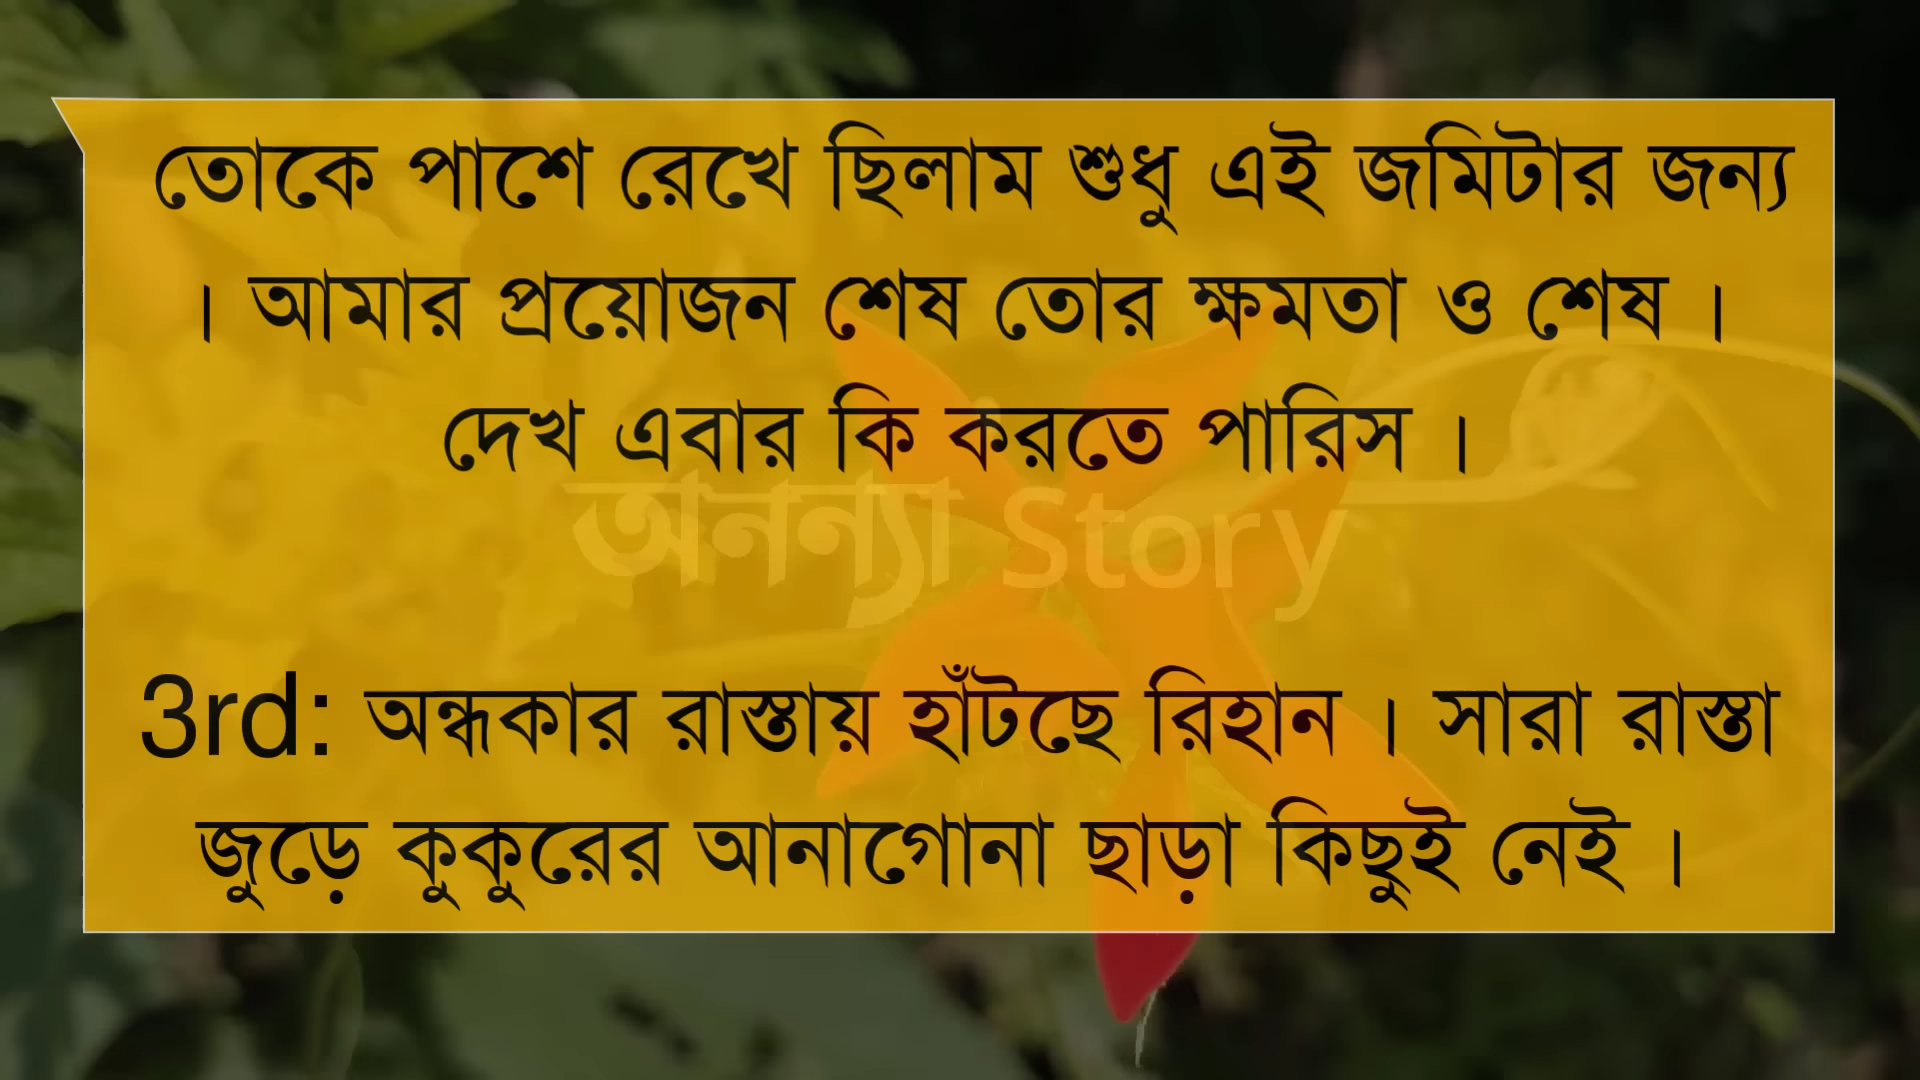 তোকে পাশে রেখে ছিলাম শুধু এই জমিটার জন্য
। আমার প্রয়োজন শেষ তোর ক্ষমতা ও শেষ ।
দেখ এবার কি করতে পারিস ।
অনন্যা Story
3rd: অন্ধকার রাস্তায় হাঁটছে রিহান । সারা রাস্তা
জুড়ে কুকুরের আনাগোনা ছাড়া কিছুই নেই ।